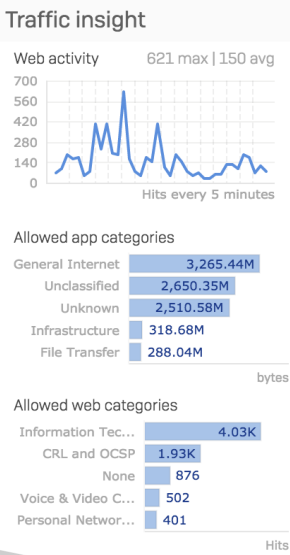 Traffic insight
Web activity 621 max | 150 avg
700
560
420
280
140
0
Hits every 5 minutes
Allowed app categories
General Internet 3,265.44M
Unclassified 2,650.35M
Unknown 2,510.58M
Infrastructure 318.68M
File Transfer 288.04M
bytes
Allowed web categories
Information Tec... 4.03K
CRL and OCSP 1.93K
None 876
Voice & Video C... 502
Personal Networ... 401
Hits